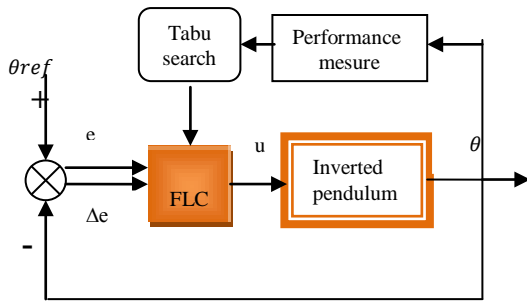 Tabu
search
Performance
mesure
θref
+
e
u
θ
FLC
Inverted
pendulum
Δe
-